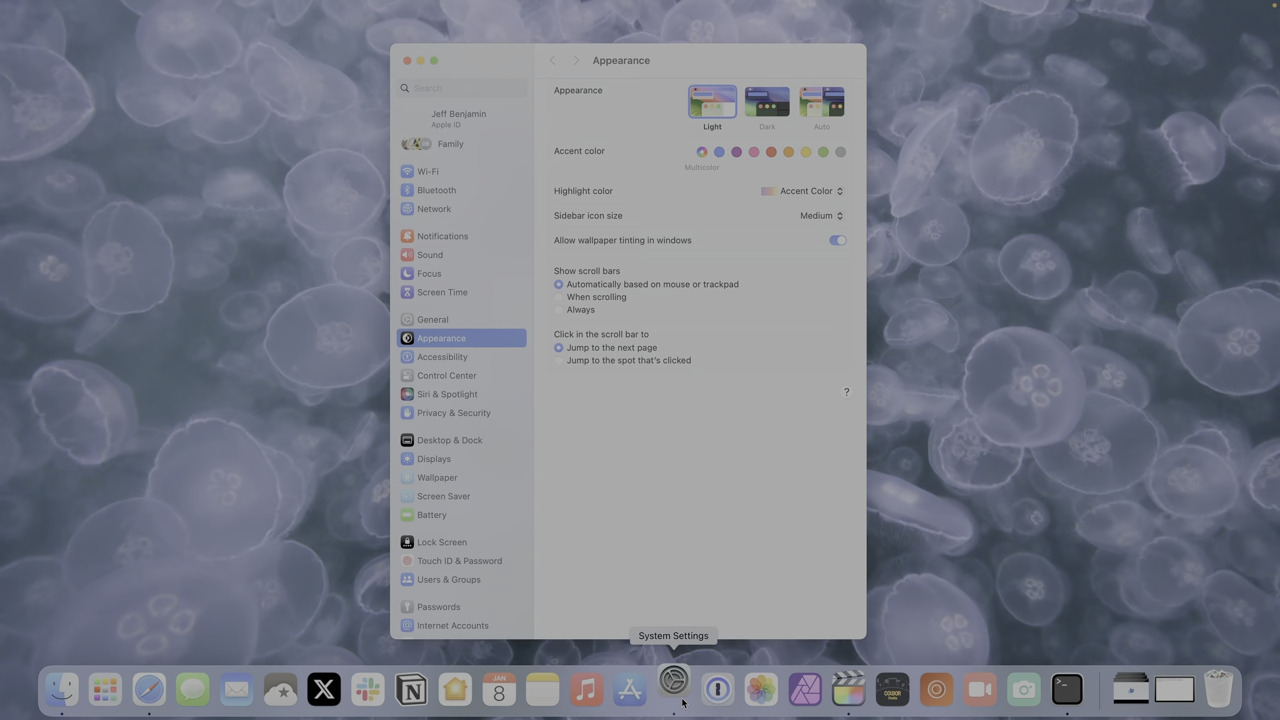 Appearance
Search
Jeff Benjamin
Apple ID
Family
Wi-Fi
Bluetooth
Network
Notifications
Sound
Focus
Screen Time
General
Appearance
Accessibility
Control Center
Siri & Spotlight
Privacy & Security
Desktop & Dock
Displays
Wallpaper
Screen Saver
Battery
Lock Screen
Touch ID & Password
Users & Groups
Passwords
Internet Accounts
Appearance
Light
Dark
Auto
Accent color
Multicolor
Highlight color
Accent Color
Sidebar icon size
Medium
Allow wallpaper tinting in windows
Show scroll bars
Automatically based on mouse or trackpad
When scrolling
Always
Click in the scroll bar to
Jump to the next page
Jump to the spot that's clicked
?
System Settings
JAN
8